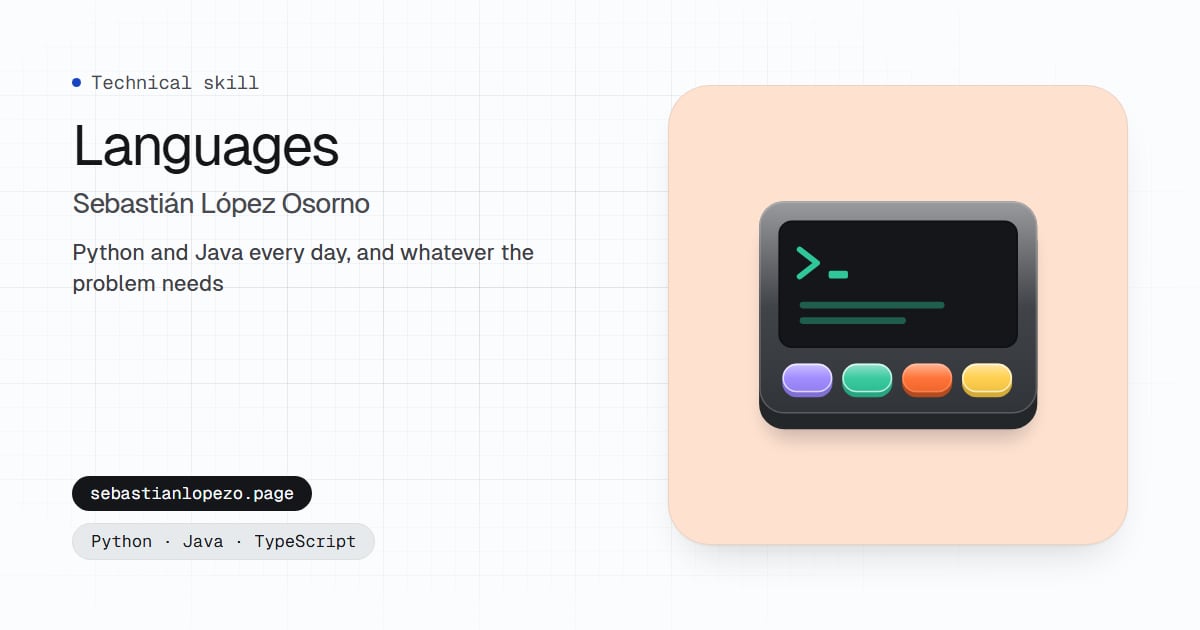 Technical skill
Languages
Sebastián López Osorno
Python and Java every day, and whatever the
problem needs
sebastianlopezo.page
Python · Java · TypeScript